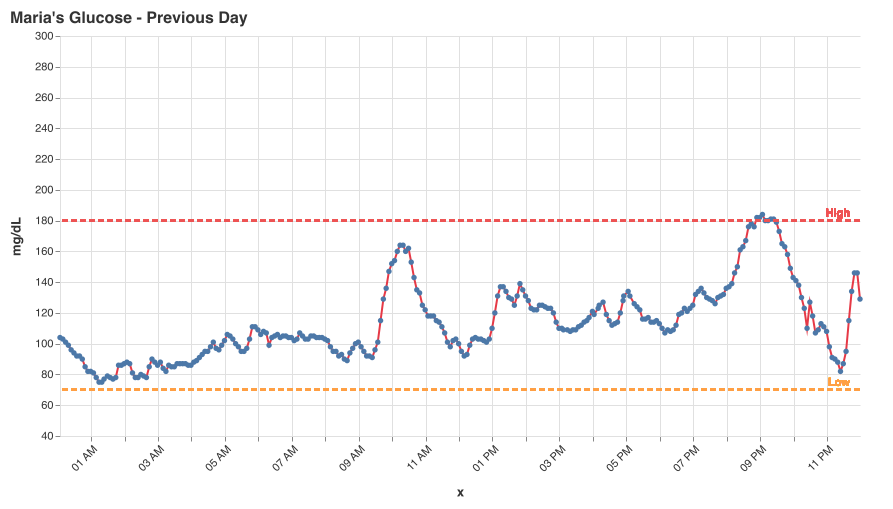 Maria's Glucose - Previous Day
300
280
260
240
220
200
180
160
140
120
100
80
60
40
mg/dL
High
Low
01 AM
03 AM
05 AM
07 AM
09 AM
11 AM
01 PM
03 PM
05 PM
07 PM
09 PM
11 PM
x